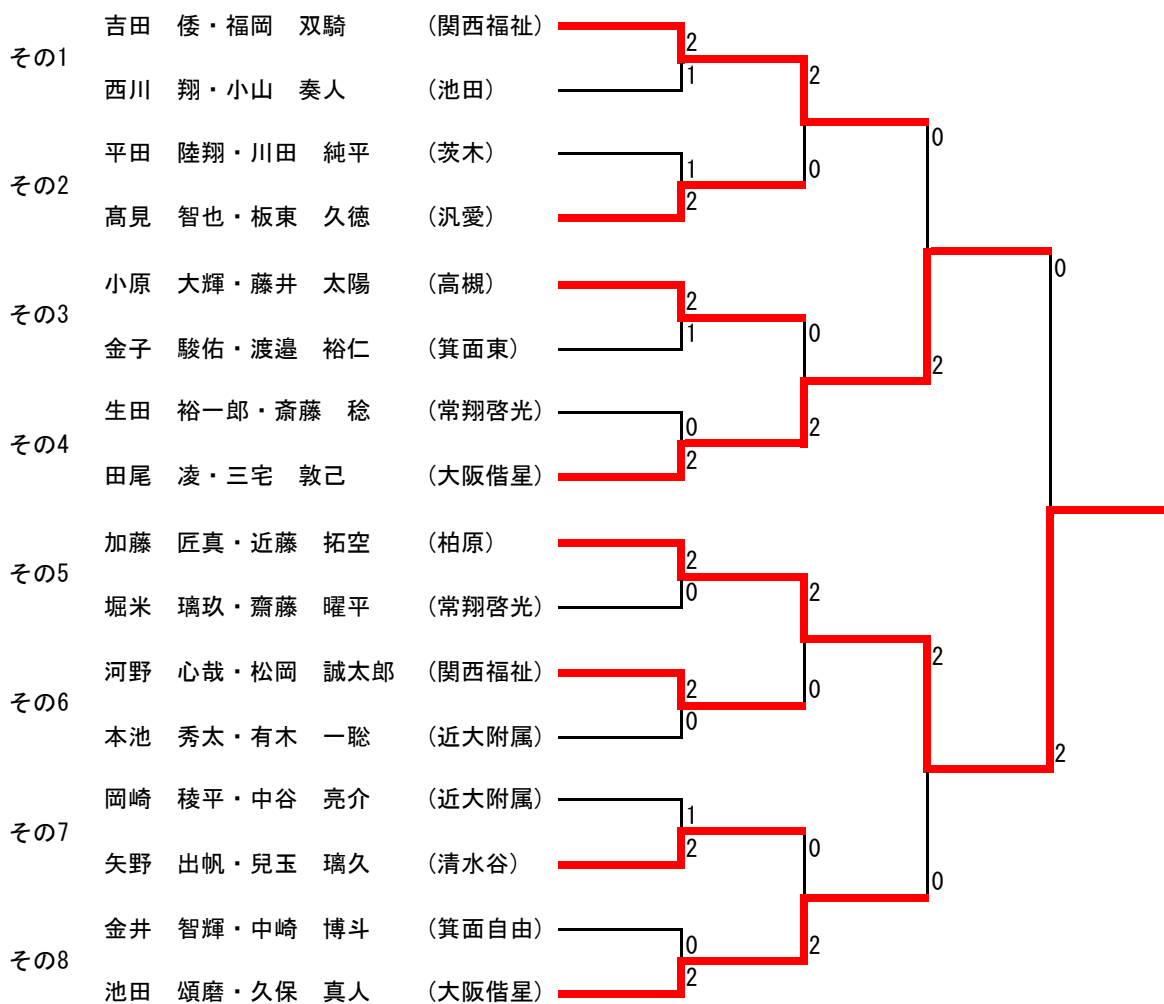 吉田 倭・福岡 双騎 (関西福祉)
2
その1
1
2
西川 翔・小山 奏人 (池田)
0
平田 陸翔・川田 純平 (茨木)
1
0
その2
2
髙見 智也・板東 久徳 (汎愛)
0
小原 大輝・藤井 太陽 (高槻)
2
その3
1
0
金子 駿佑・渡邉 裕仁 (箕面東)
2
生田 裕一郎・斎藤 稔 (常翔啓光)
0
2
その4
2
田尾 凌・三宅 敦己 (大阪偕星)
加藤 匠真・近藤 拓空 (柏原)
2
その5
0
2
堀米 璃玖・齋藤 曜平 (常翔啓光)
2
河野 心哉・松岡 誠太郎 (関西福祉)
2
0
その6
0
本池 秀太・有木 一聡 (近大附属)
2
岡崎 稜平・中谷 亮介 (近大附属)
1
その7
2
0
矢野 出帆・兒玉 璃久 (清水谷)
0
金井 智輝・中崎 博斗 (箕面自由)
0
2
その8
2
池田 頌磨・久保 真人 (大阪偕星)